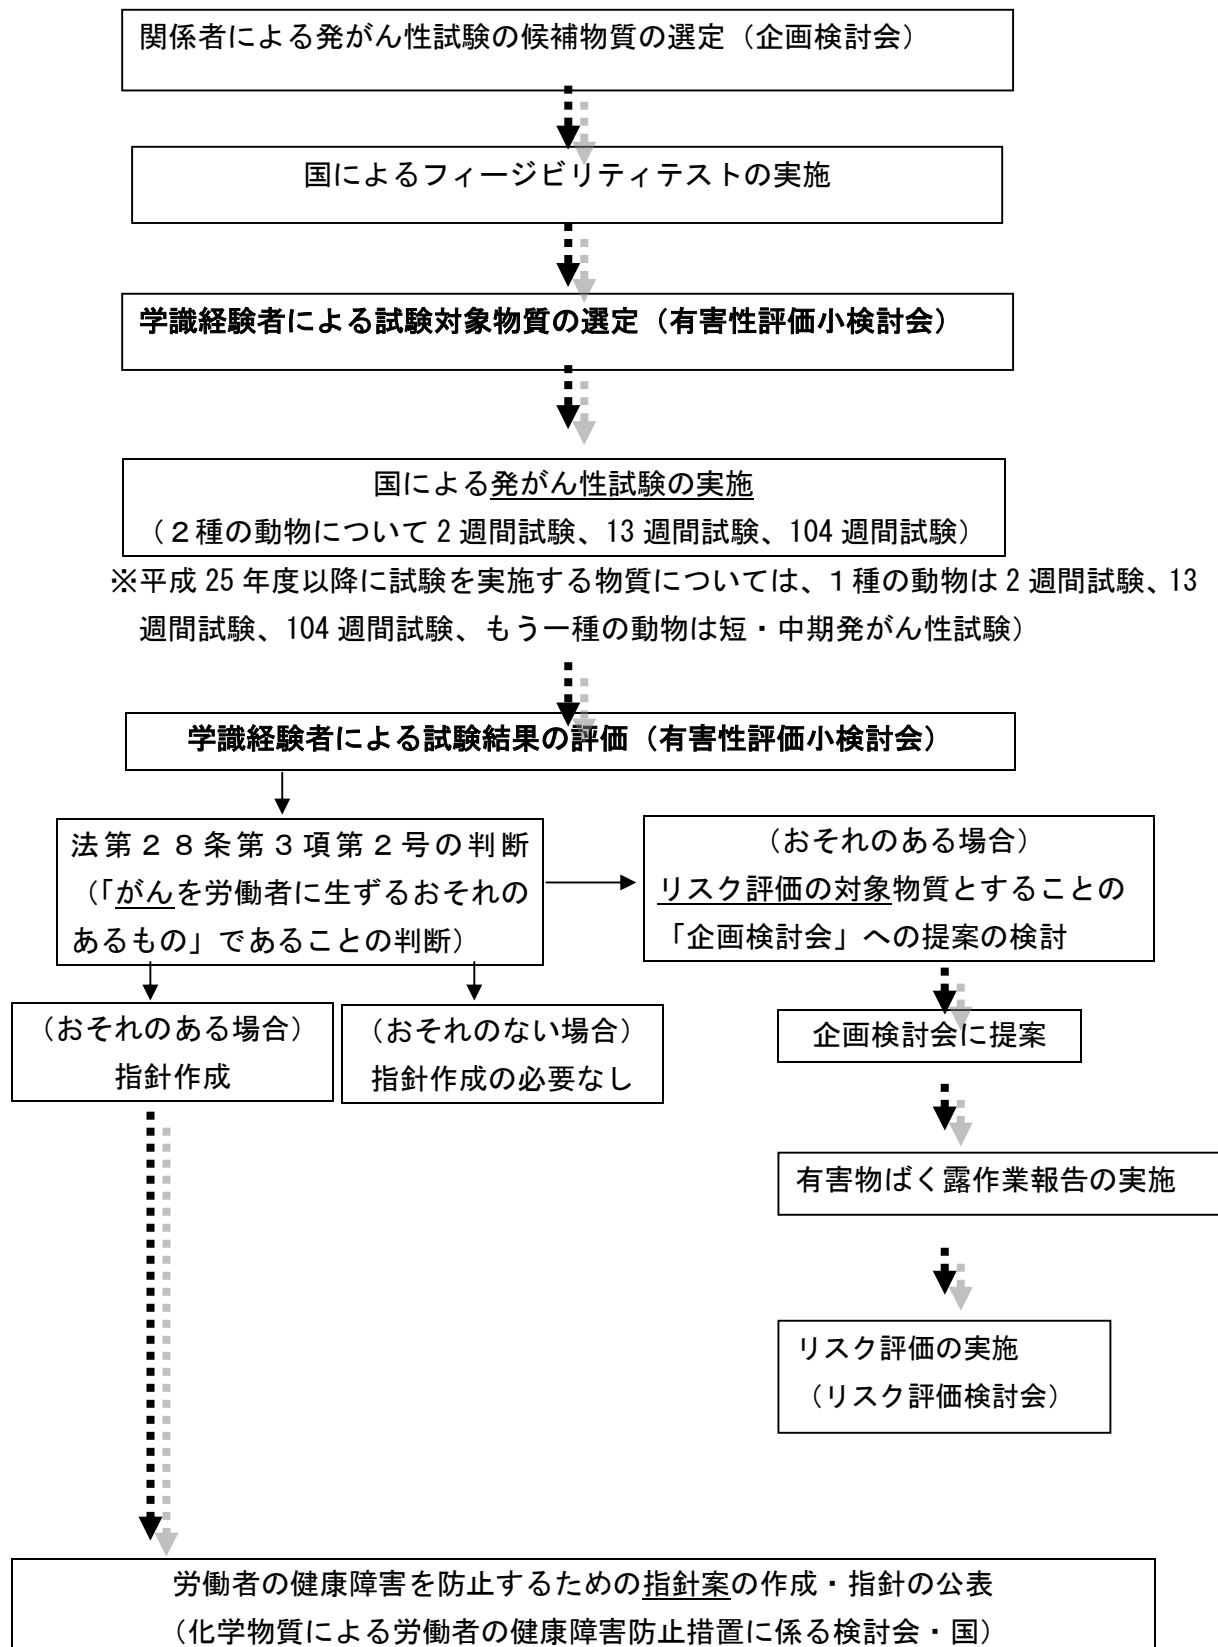 関係者による発がん性試験の候補物質の選定（企画検討会）
国によるフィージビリティテストの実施
学識経験者による試験対象物質の選定（有害性評価小検討会）
国による発がん性試験の実施
（２種の動物について 2 週間試験、13 週間試験、104 週間試験）
※平成 25 年度以降に試験を実施する物質については、１種の動物は 2 週間試験、13
週間試験、104 週間試験、もう一種の動物は短・中期発がん性試験）
学識経験者による試験結果の評価（有害性評価小検討会）
法第２８条第３項第２号の判断
（「がんを労働者に生ずるおそれの
あるもの」であることの判断）
（おそれのある場合）
リスク評価の対象物質とすることの
「企画検討会」への提案の検討
（おそれのある場合）
指針作成
（おそれのない場合）
指針作成の必要なし
企画検討会に提案
有害物ばく露作業報告の実施
リスク評価の実施
（リスク評価検討会）
労働者の健康障害を防止するための指針案の作成・指針の公表
（化学物質による労働者の健康障害防止措置に係る検討会・国）